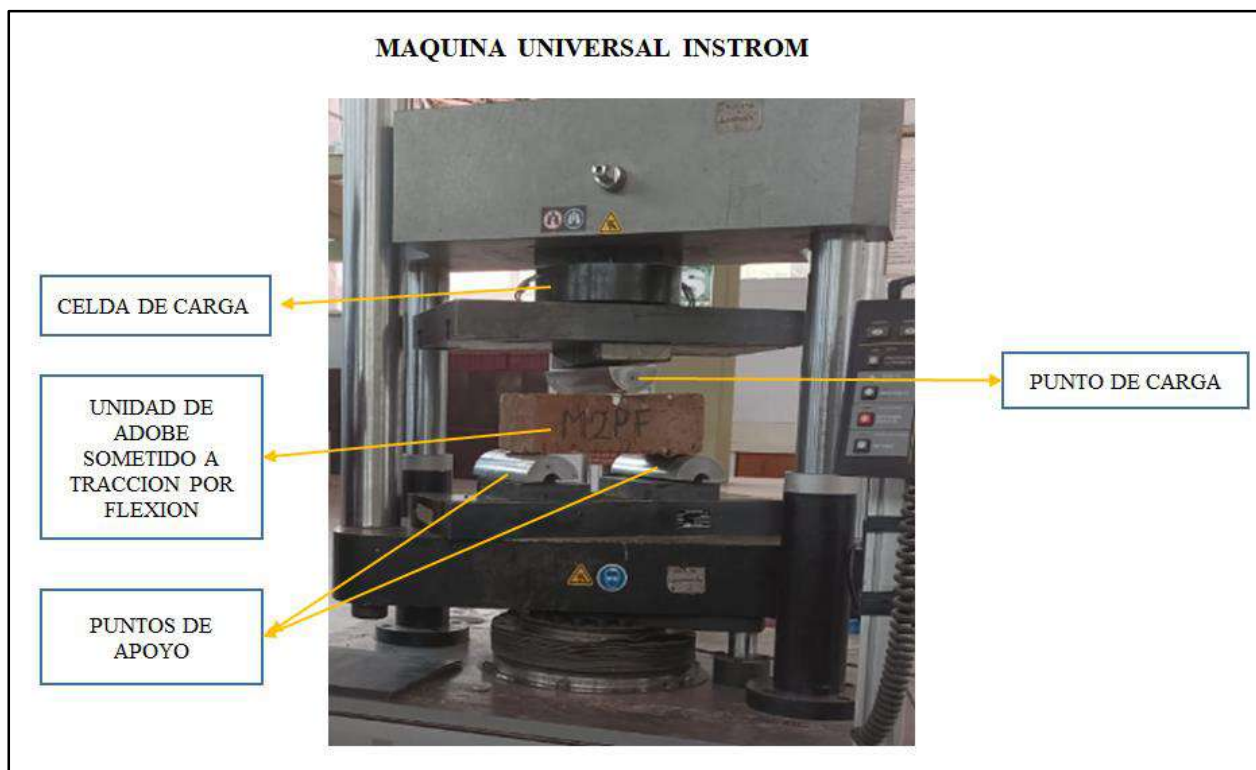 MAQUINA UNIVERSAL INSTROM
CELDA DE CARGA
UNIDAD DE
ADOBE
SOMETIDO A
TRACCION POR
FLEXION
PUNTO DE CARGA
M2PF
PUNTOS DE
APOYO